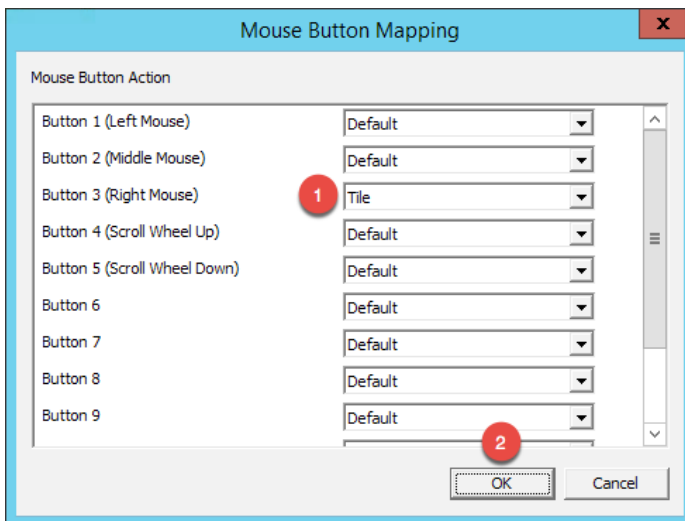 Mouse Button Mapping
x
Mouse Button Action
Button 1 (Left Mouse) Default
Button 2 (Middle Mouse) Default
Button 3 (Right Mouse) 1 Tile
Button 4 (Scroll Wheel Up) Default
Button 5 (Scroll Wheel Down) Default
Button 6 Default
Button 7 Default
Button 8 Default
Button 9 Default
2
OK Cancel